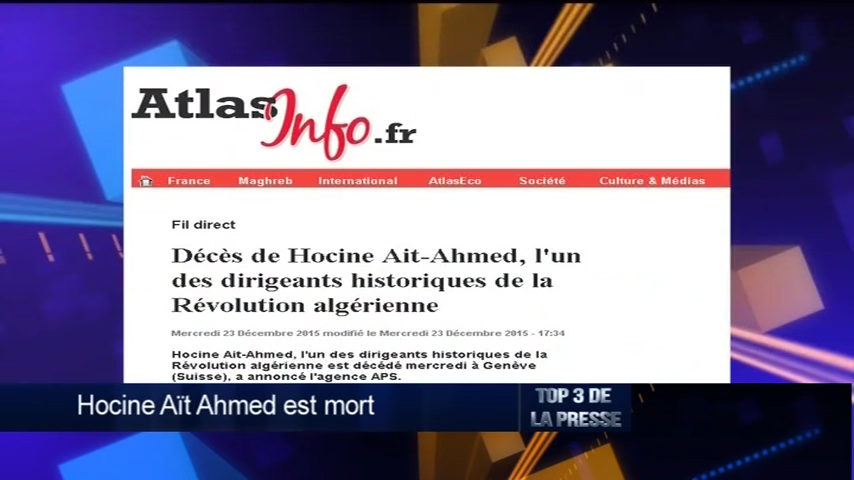 AtlasInfo.fr
France Maghreb International AtlasEco Société Culture & Médias
Fil direct
Décès de Hocine Ait-Ahmed, l'un
des dirigeants historiques de la
Révolution algérienne
Mercredi 23 Décembre 2015 modifié le Mercredi 23 Décembre 2015 - 17:34
Hocine Ait-Ahmed, l'un des dirigeants historiques de la
Révolution algérienne est décédé mercredi à Genève
(Suisse), a annoncé l'agence APS.
Hocine Aït Ahmed est mort
TOP 3 DE
LA PRESSE